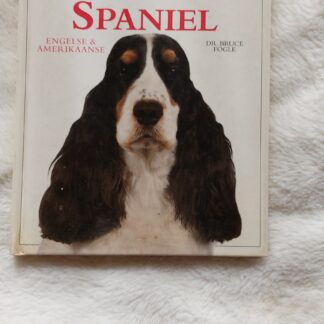 SPANIEL
ENGELSE &
AMERIKAANSE
DR. BRUCE
FOGLE